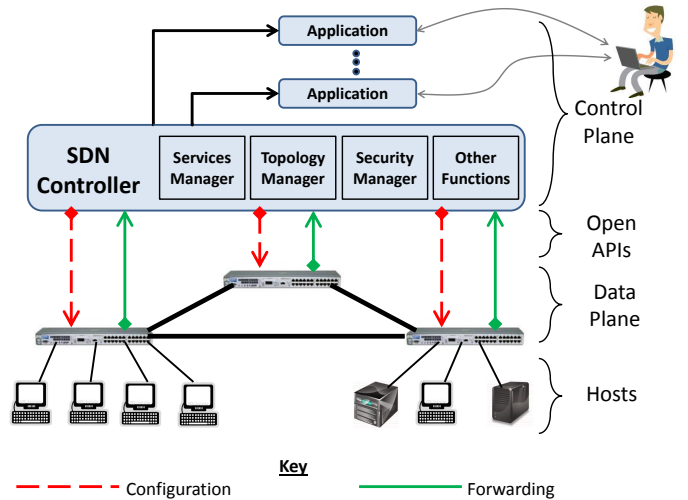 Application
Application
Control
Plane
SDN
Controller
Services
Manager
Topology
Manager
Security
Manager
Other
Functions
Open
APIs
Data
Plane
Hosts
Key
Configuration
Forwarding